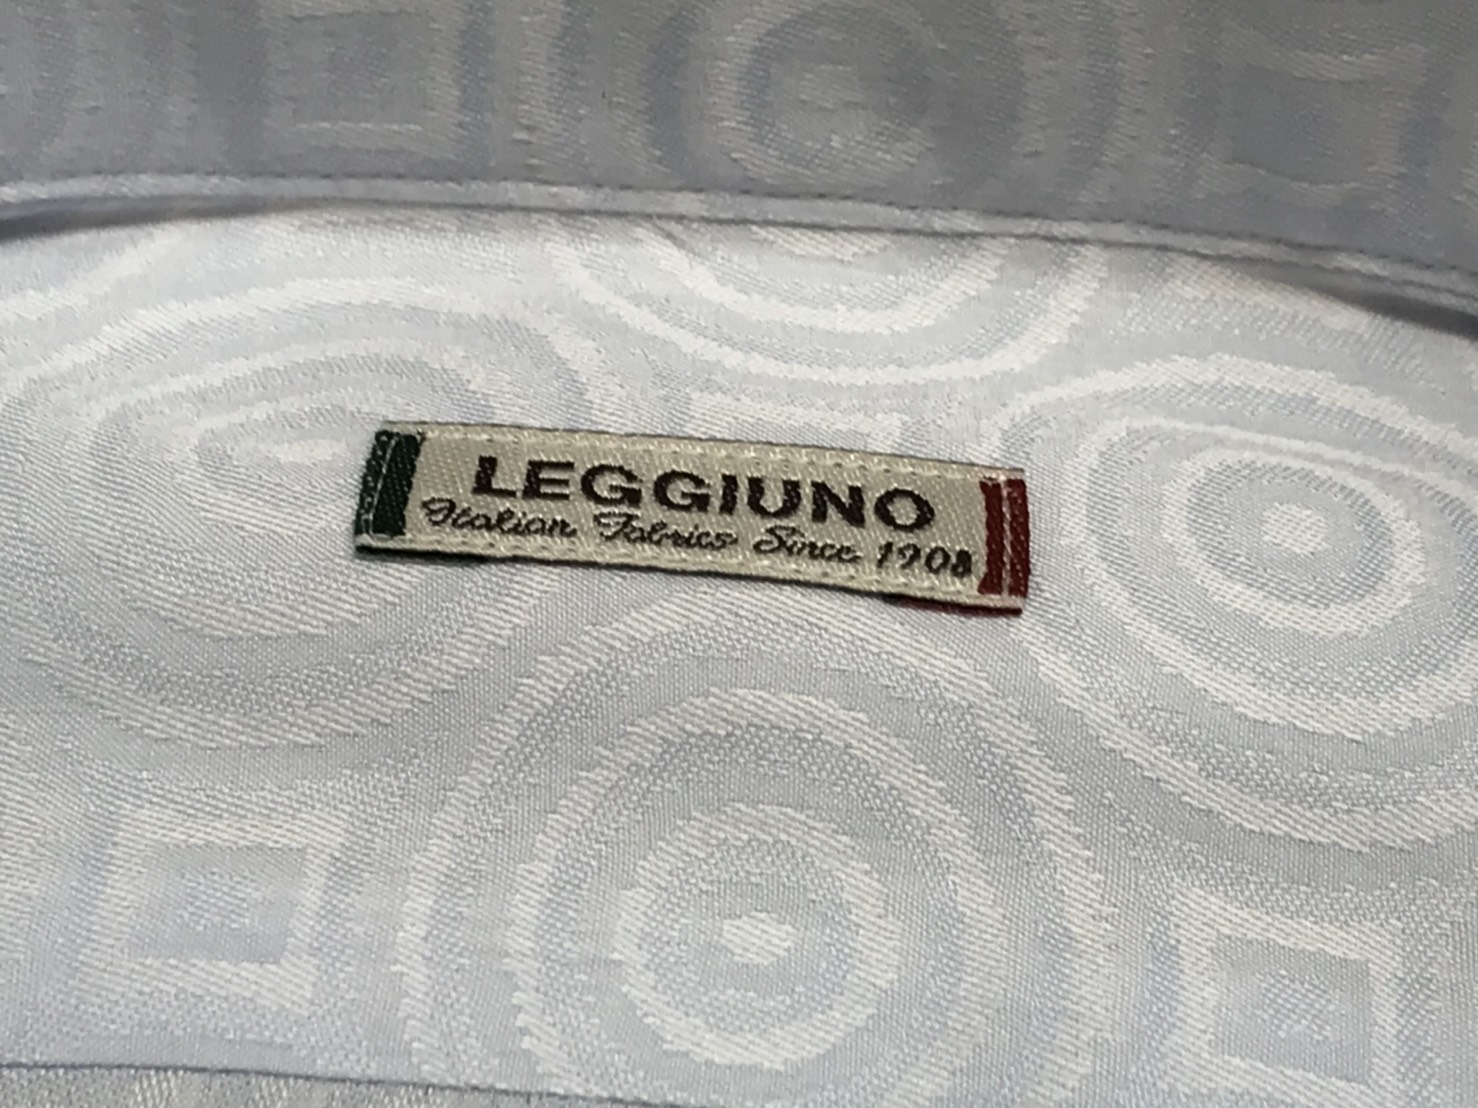 LEGGIUNO
Italian Fabrics Since 1908